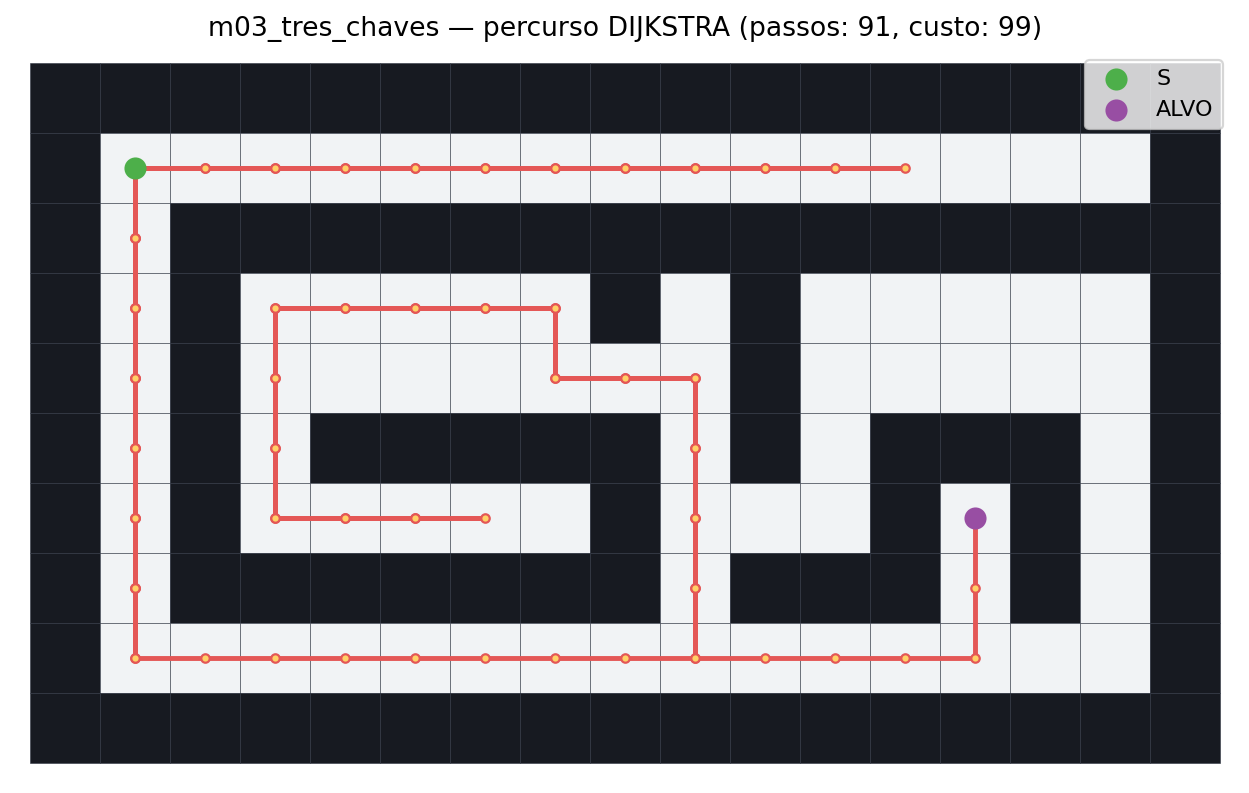 m03_tres_chaves — percurso DIJKSTRA (passos: 91, custo: 99)
S
ALVO